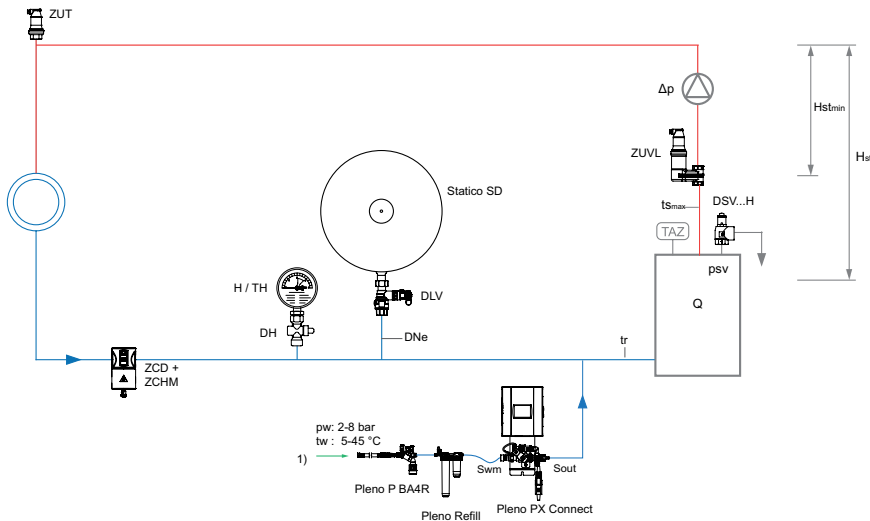 ZUT
Δp
Hstmin
ZUVL
Statico SD
tsmax
DSV...H
TAZ
psv
H / TH
DLV
Q
DH
DNe
tr
ZCD +
ZCHM
pw: 2-8 bar
tw : 5-45 °C
1)
Swm
Sout
Pleno P BA4R
Pleno Refill
Pleno PX Connect